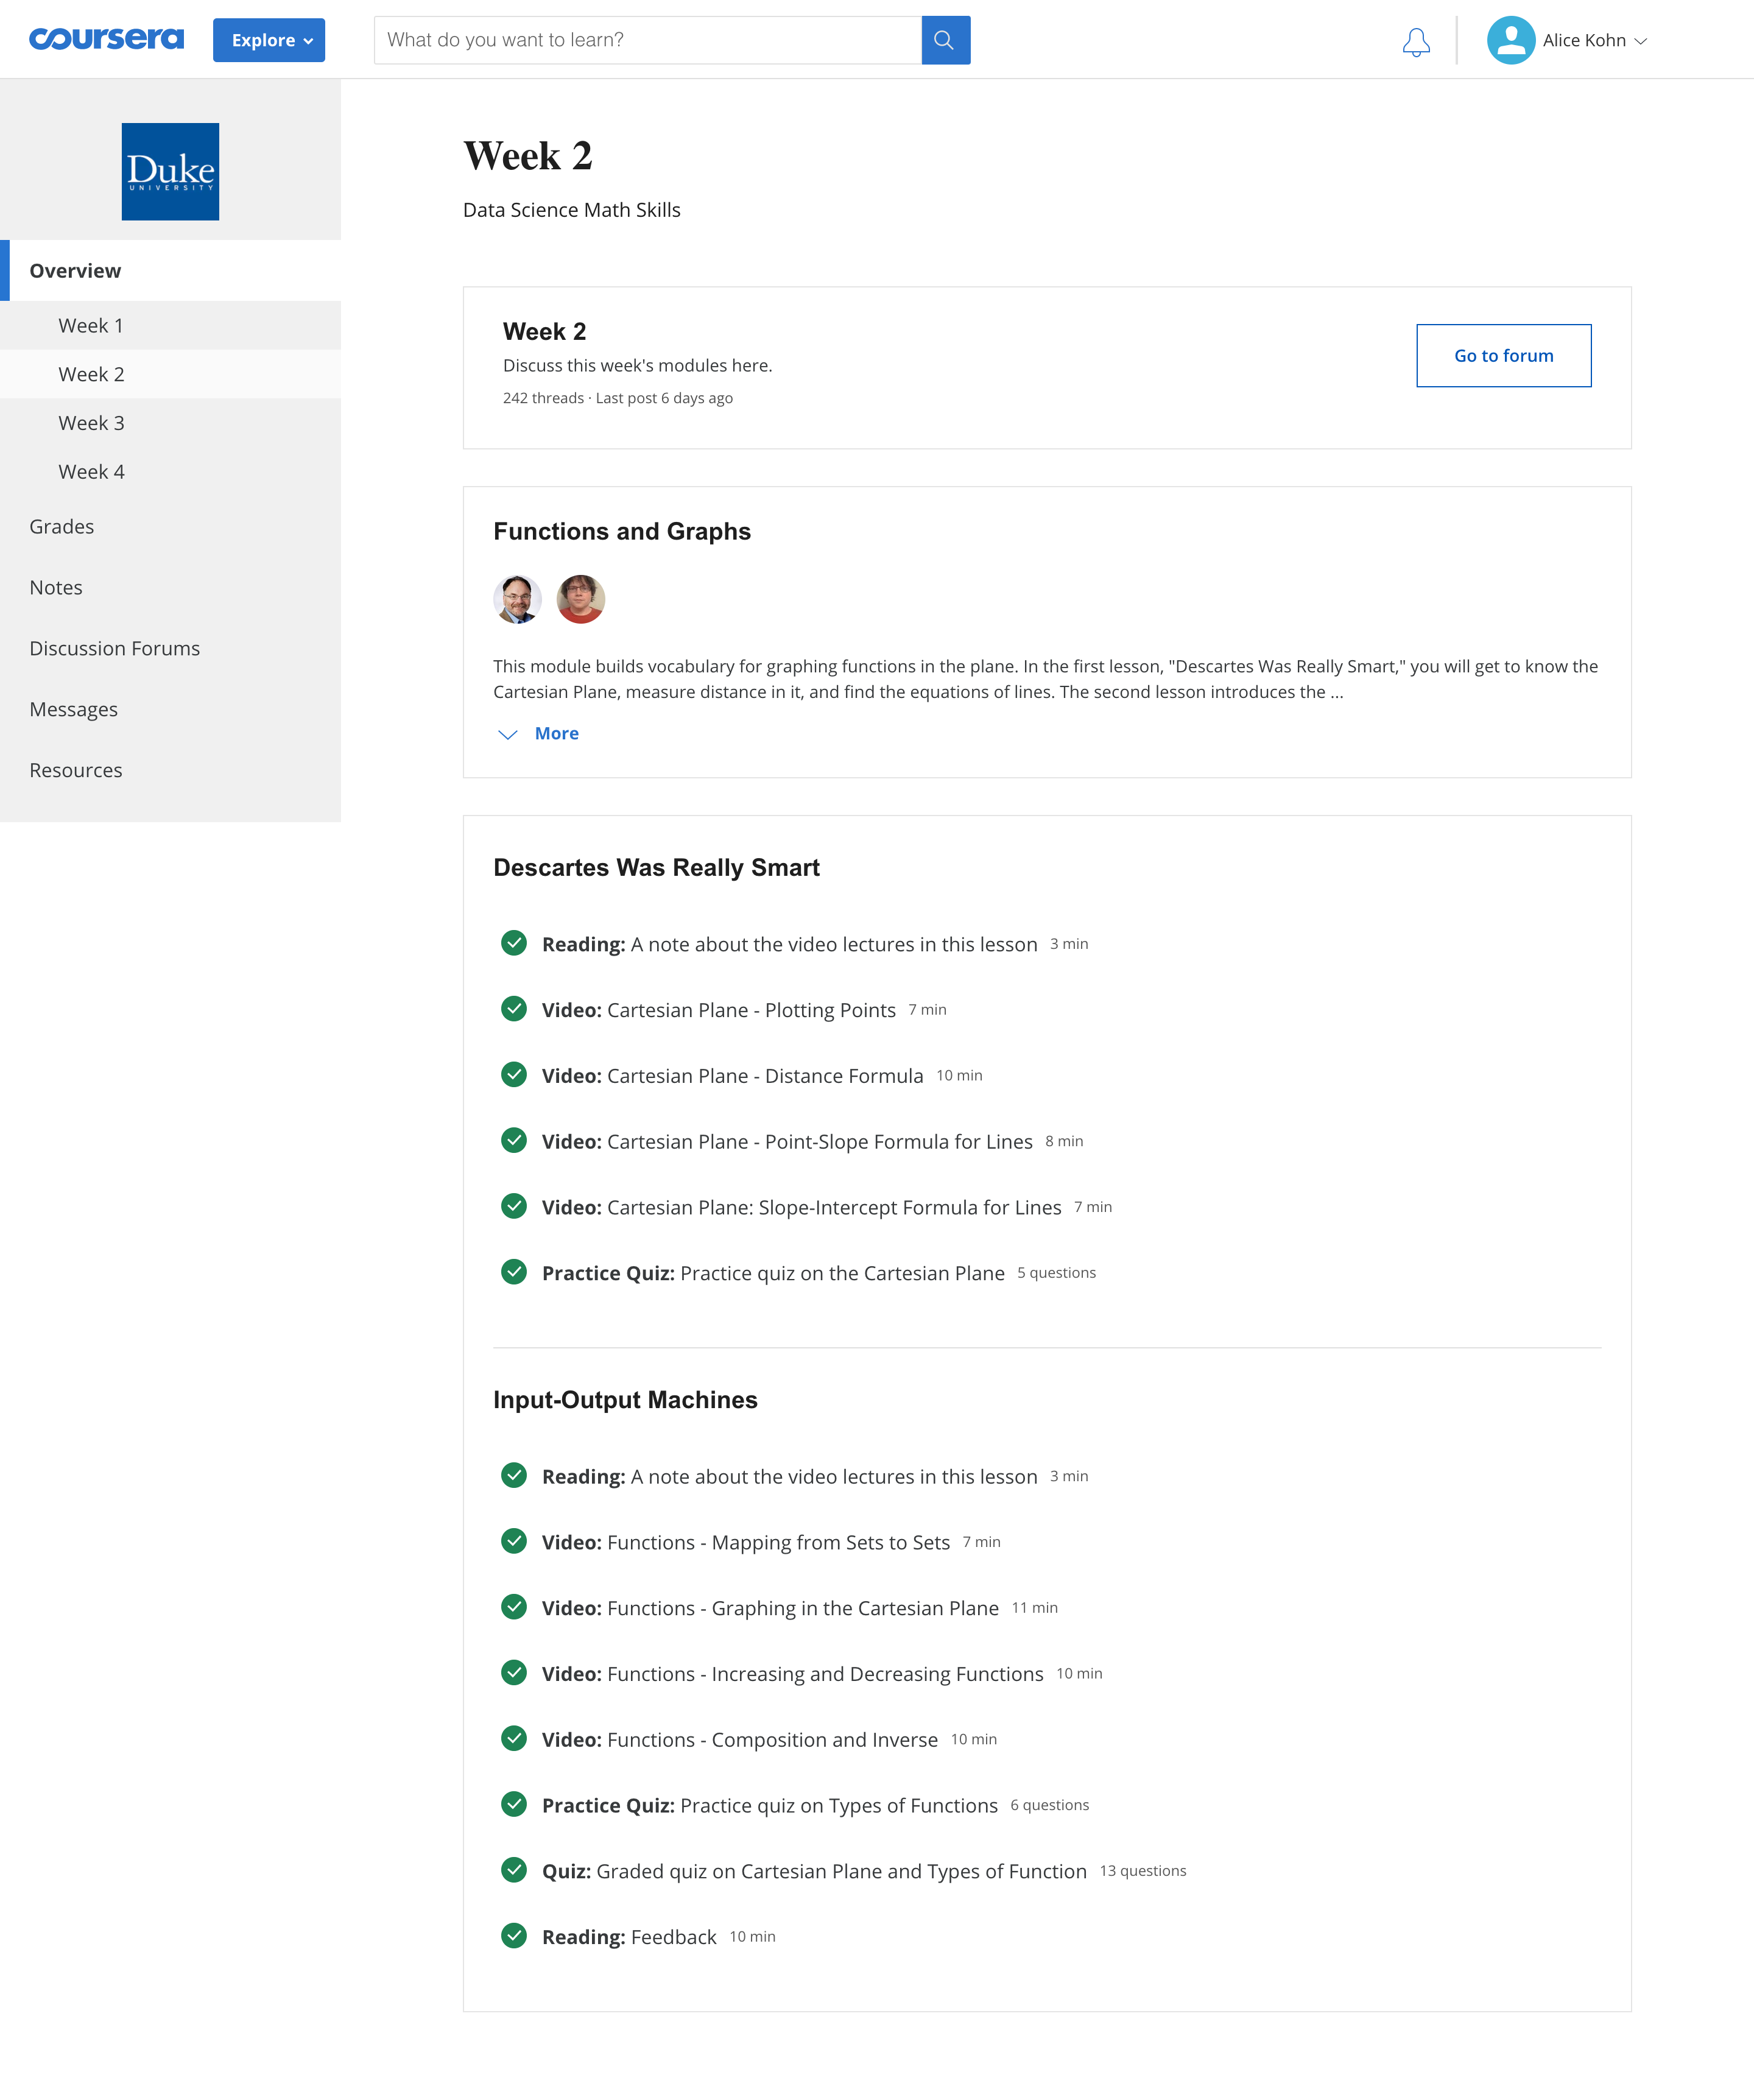 coursera
Explore
What do you want to learn?
Alice Kohn
Duke
UNIVERSITY
Overview
Week 1
Week 2
Week 3
Week 4
Grades
Notes
Discussion Forums
Messages
Resources
Week 2
Data Science Math Skills
Week 2
Discuss this week's modules here.
242 threads · Last post 6 days ago
Go to forum
Functions and Graphs
This module builds vocabulary for graphing functions in the plane. In the first lesson, "Descartes Was Really Smart," you will get to know the
Cartesian Plane, measure distance in it, and find the equations of lines. The second lesson introduces the ...
More
Descartes Was Really Smart
Reading: A note about the video lectures in this lesson 3 min
Video: Cartesian Plane - Plotting Points 7 min
Video: Cartesian Plane - Distance Formula 10 min
Video: Cartesian Plane - Point-Slope Formula for Lines 8 min
Video: Cartesian Plane: Slope-Intercept Formula for Lines 7 min
Practice Quiz: Practice quiz on the Cartesian Plane 5 questions
Input-Output Machines
Reading: A note about the video lectures in this lesson 3 min
Video: Functions - Mapping from Sets to Sets 7 min
Video: Functions - Graphing in the Cartesian Plane 11 min
Video: Functions - Increasing and Decreasing Functions 10 min
Video: Functions - Composition and Inverse 10 min
Practice Quiz: Practice quiz on Types of Functions 6 questions
Quiz: Graded quiz on Cartesian Plane and Types of Function 13 questions
Reading: Feedback 10 min